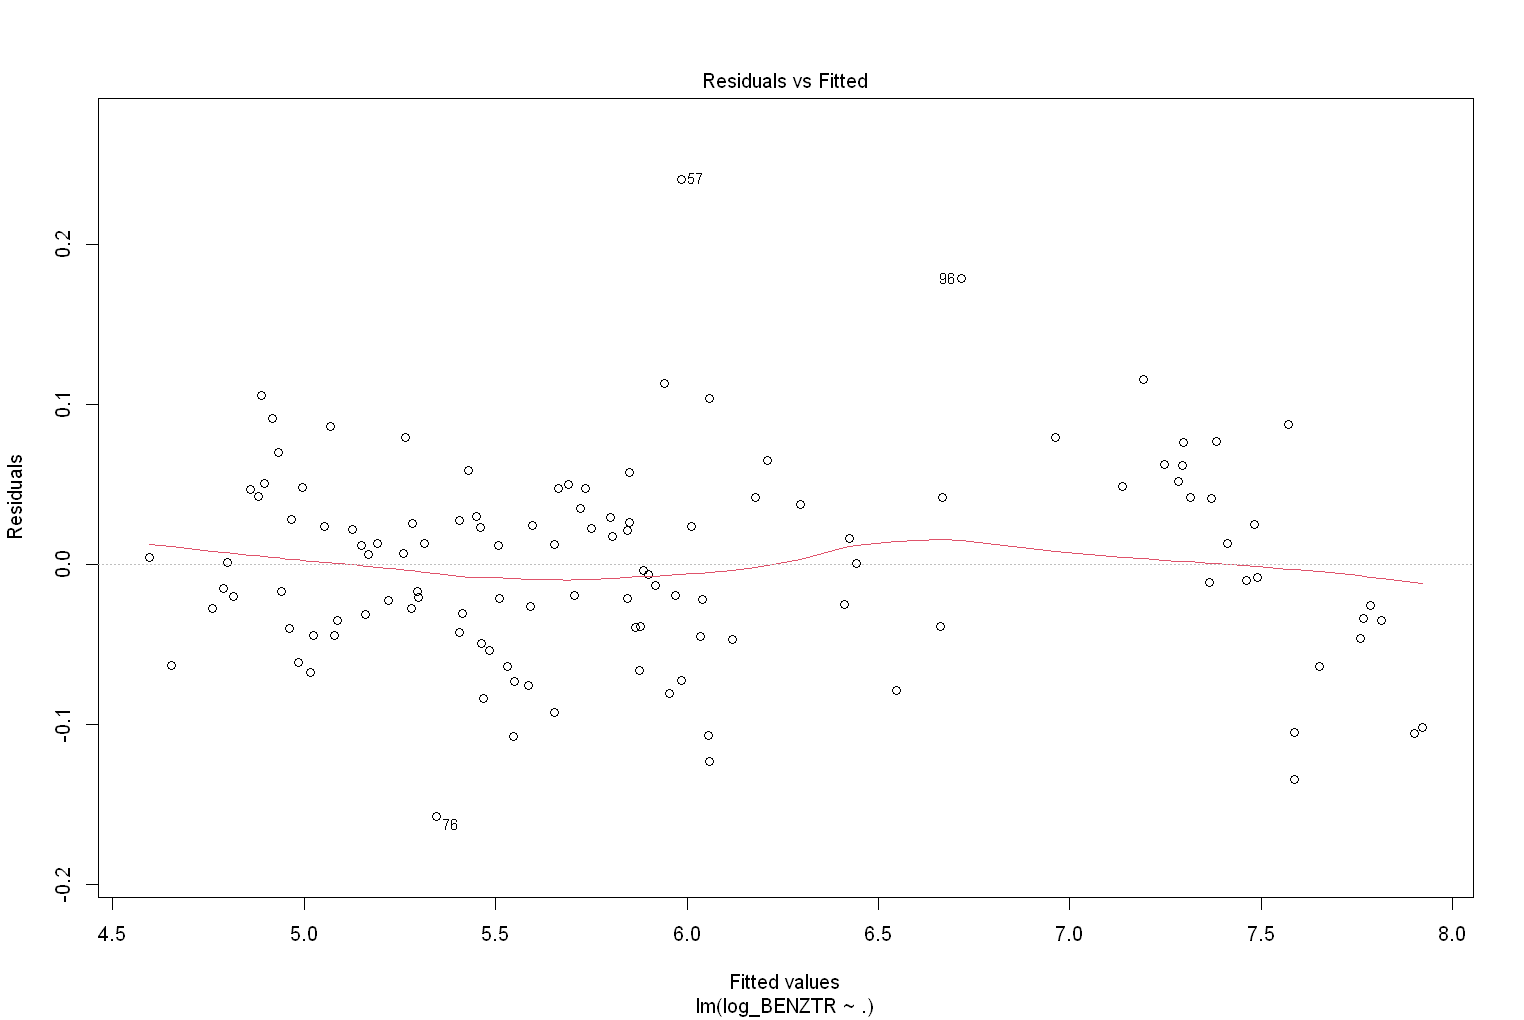 Residuals vs Fitted
57
0.2
96
0.1
Residuals
0.0
-0.1
76
-0.2
4.5 5.0 5.5 6.0 6.5 7.0 7.5 8.0
Fitted values
lm(log_BENZTR ~ .)